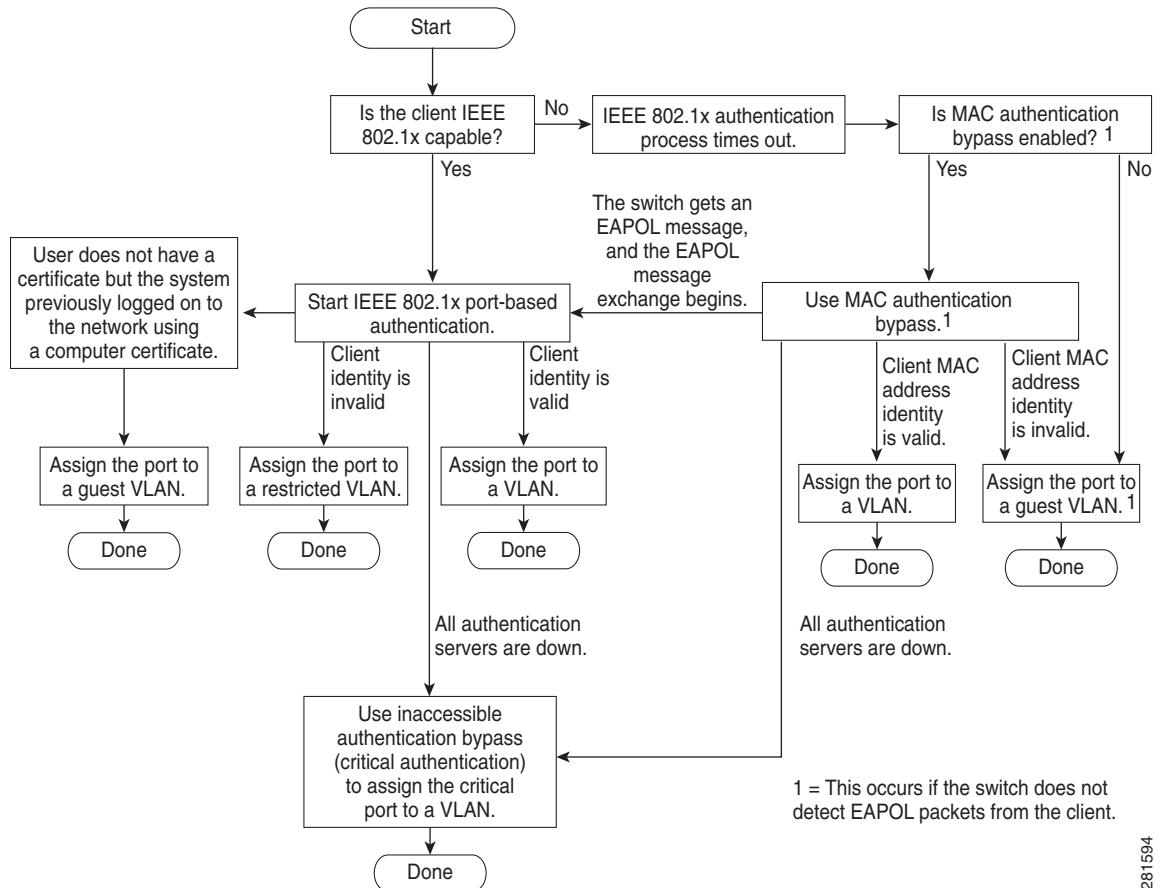 Start
Is the client IEEE
802.1x capable?
No
IEEE 802.1x authentication
process times out.
Is MAC authentication
bypass enabled? 1
Yes
Yes
No
The switch gets an
EAPOL message,
and the EAPOL
message
exchange begins.
User does not have a
certificate but the system
previously logged on to
the network using
a computer certificate.
Start IEEE 802.1x port-based
authentication.
Use MAC authentication
bypass.1
Client
identity is
invalid
Client
identity is
valid
Client MAC
address
identity
is valid.
Client MAC
address
identity
is invalid.
Assign the port to
a guest VLAN.
Assign the port to
a restricted VLAN.
Assign the port to
a VLAN.
Assign the port to
a VLAN.
Assign the port to
a guest VLAN. 1
Done
Done
Done
Done
Done
All authentication
servers are down.
All authentication
servers are down.
Use inaccessible
authentication bypass
(critical authentication)
to assign the critical
port to a VLAN.
Done
1 = This occurs if the switch does not
detect EAPOL packets from the client.
281594